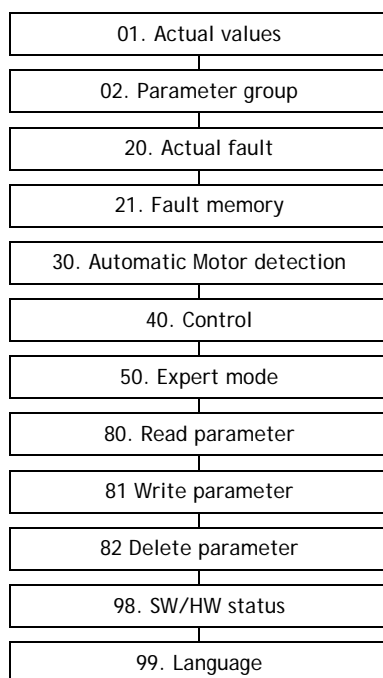 01. Actual values
02. Parameter group
20. Actual fault
21. Fault memory
30. Automatic Motor detection
40. Control
50. Expert mode
80. Read parameter
81 Write parameter
82 Delete parameter
98. SW/HW status
99. Language